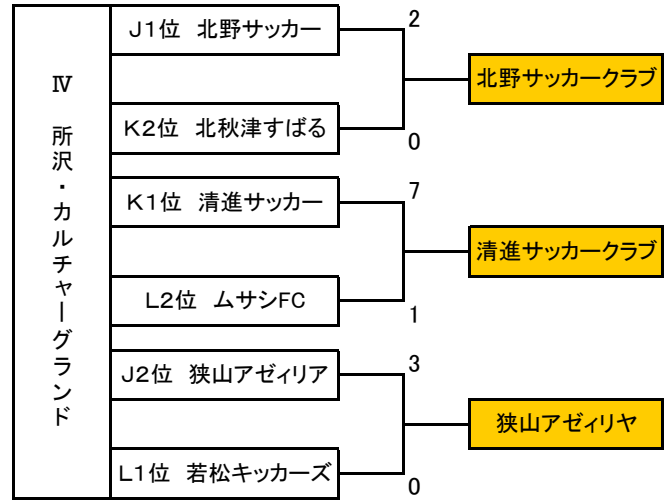 Ⅳ 所沢・カルチャーグランド
J1位 北野サッカー
2
北野サッカークラブ
K2位 北秋津すばる
0
K1位 清進サッカー
7
清進サッカークラブ
L2位 ムサシFC
1
J2位 狭山アゼィリア
3
狭山アゼィリヤ
L1位 若松キッカーズ
0